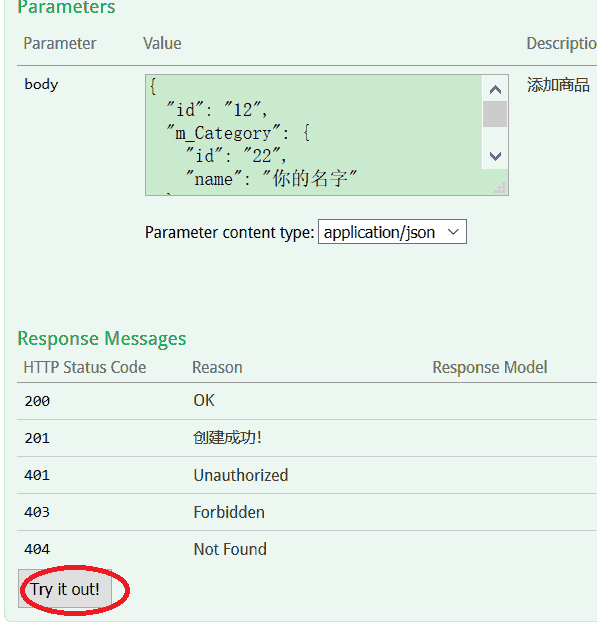 Parameters
Parameter Value Descriptio
body { 添加商品
"id": "12",
"m_Category": {
"id": "22",
"name": "你的名字"
Parameter content type: application/json
Response Messages
HTTP Status Code Reason Response Model
200 OK
201 创建成功!
401 Unauthorized
403 Forbidden
404 Not Found
Try it out!